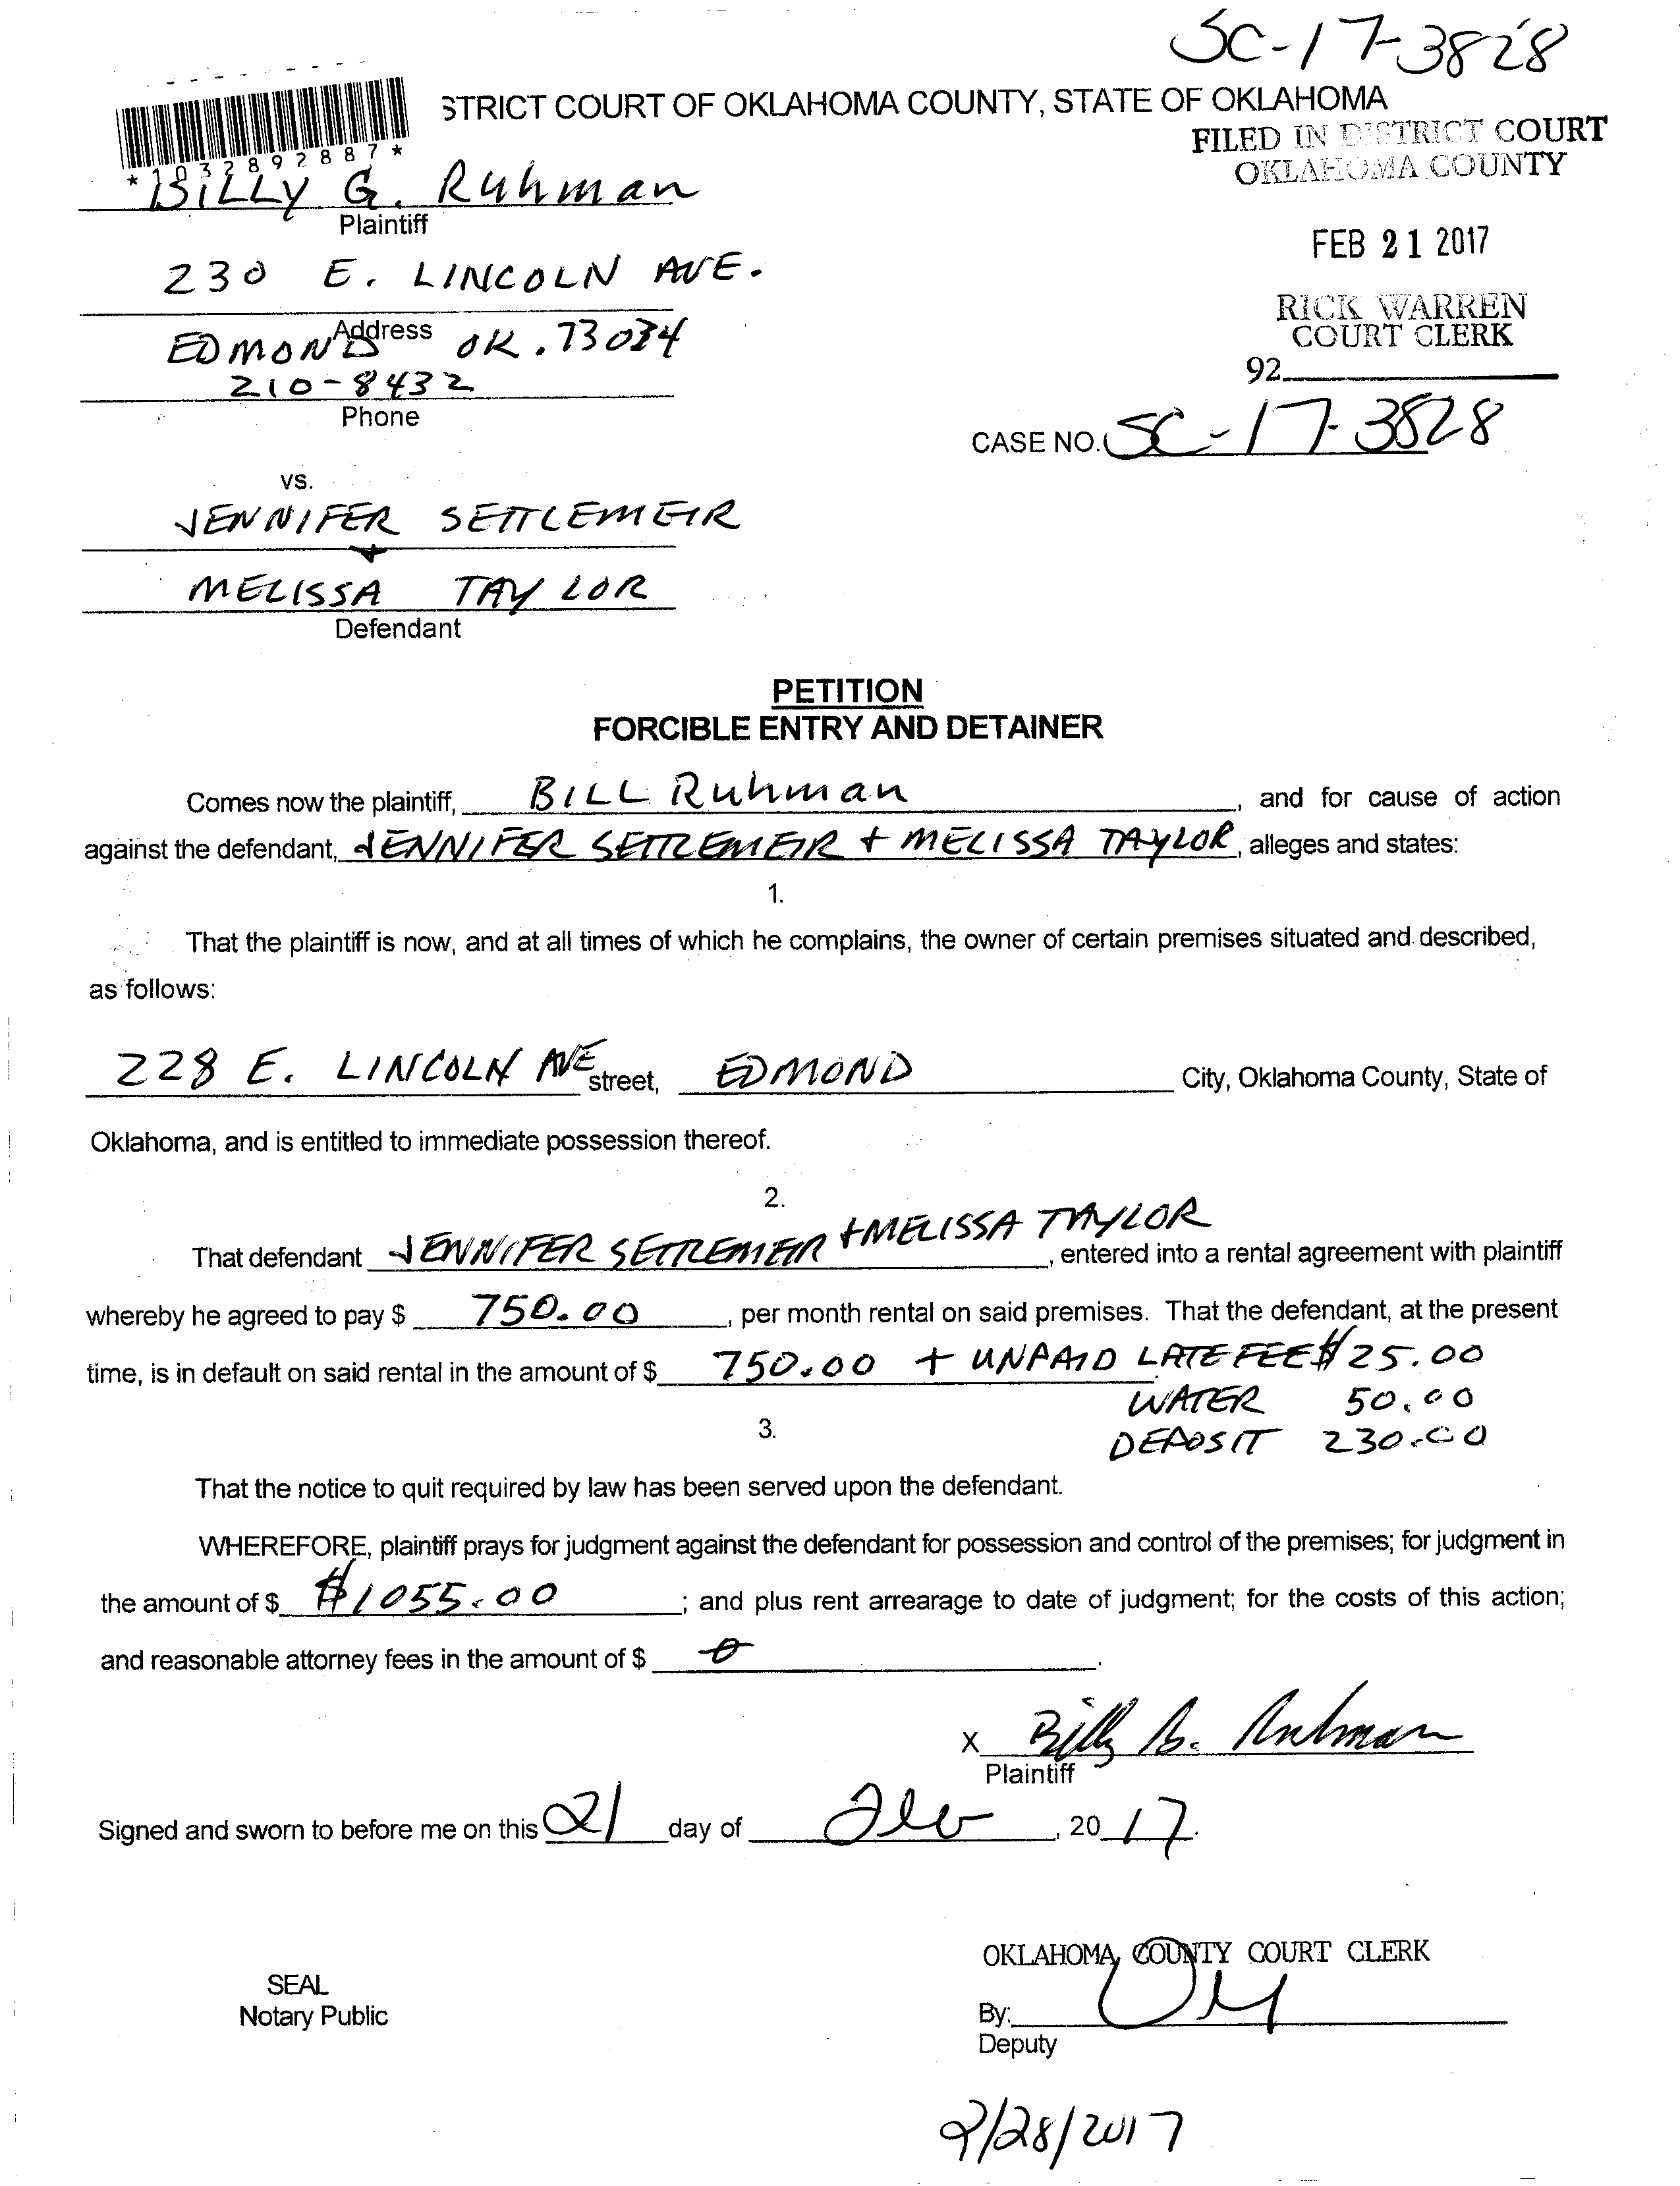 SC-17-3828
STRICT COURT OF OKLAHOMA COUNTY, STATE OF OKLAHOMA
FILED IN DISTRICT COURT
OKLAHOMA COUNTY
*1032892887*
BILLY G. Ruhman
Plaintiff
FEB 21 2017
230 E. LINCOLN AVE.
RICK WARREN
COURT CLERK
Address
EDMOND OK. 73034
92
210-8432
Phone
CASE NO. SC-17-3828
vs.
JENNIFER SETTLEMEIR
+
MELISSA TAYLOR
Defendant
PETITION
FORCIBLE ENTRY AND DETAINER
Comes now the plaintiff, BILL Ruhman, and for cause of action
against the defendant, JENNIFER SETTLEMEIR + MELISSA TAYLOR, alleges and states:
1.
That the plaintiff is now, and at all times of which he complains, the owner of certain premises situated and described,
as follows:
228 E. LINCOLN AVE street, EDMOND City, Oklahoma County, State of
Oklahoma, and is entitled to immediate possession thereof.
2.
That defendant JENNIFER SETTLEMEIR + MELISSA TAYLOR, entered into a rental agreement with plaintiff
whereby he agreed to pay $ 750.00, per month rental on said premises. That the defendant, at the present
time, is in default on said rental in the amount of $ 750.00 + UNPAID LATE FEE $ 25.00
WATER 50.00
DEPOSIT 230.00
3.
That the notice to quit required by law has been served upon the defendant.
WHEREFORE, plaintiff prays for judgment against the defendant for possession and control of the premises; for judgment in
the amount of $ $1055.00; and plus rent arrearage to date of judgment; for the costs of this action;
and reasonable attorney fees in the amount of $ 0.
X Billy G. Ruhman
Plaintiff
Signed and sworn to before me on this 21 day of Feb, 2017.
OKLAHOMA COUNTY COURT CLERK
SEAL
Notary Public
By:
Deputy
2/28/2017